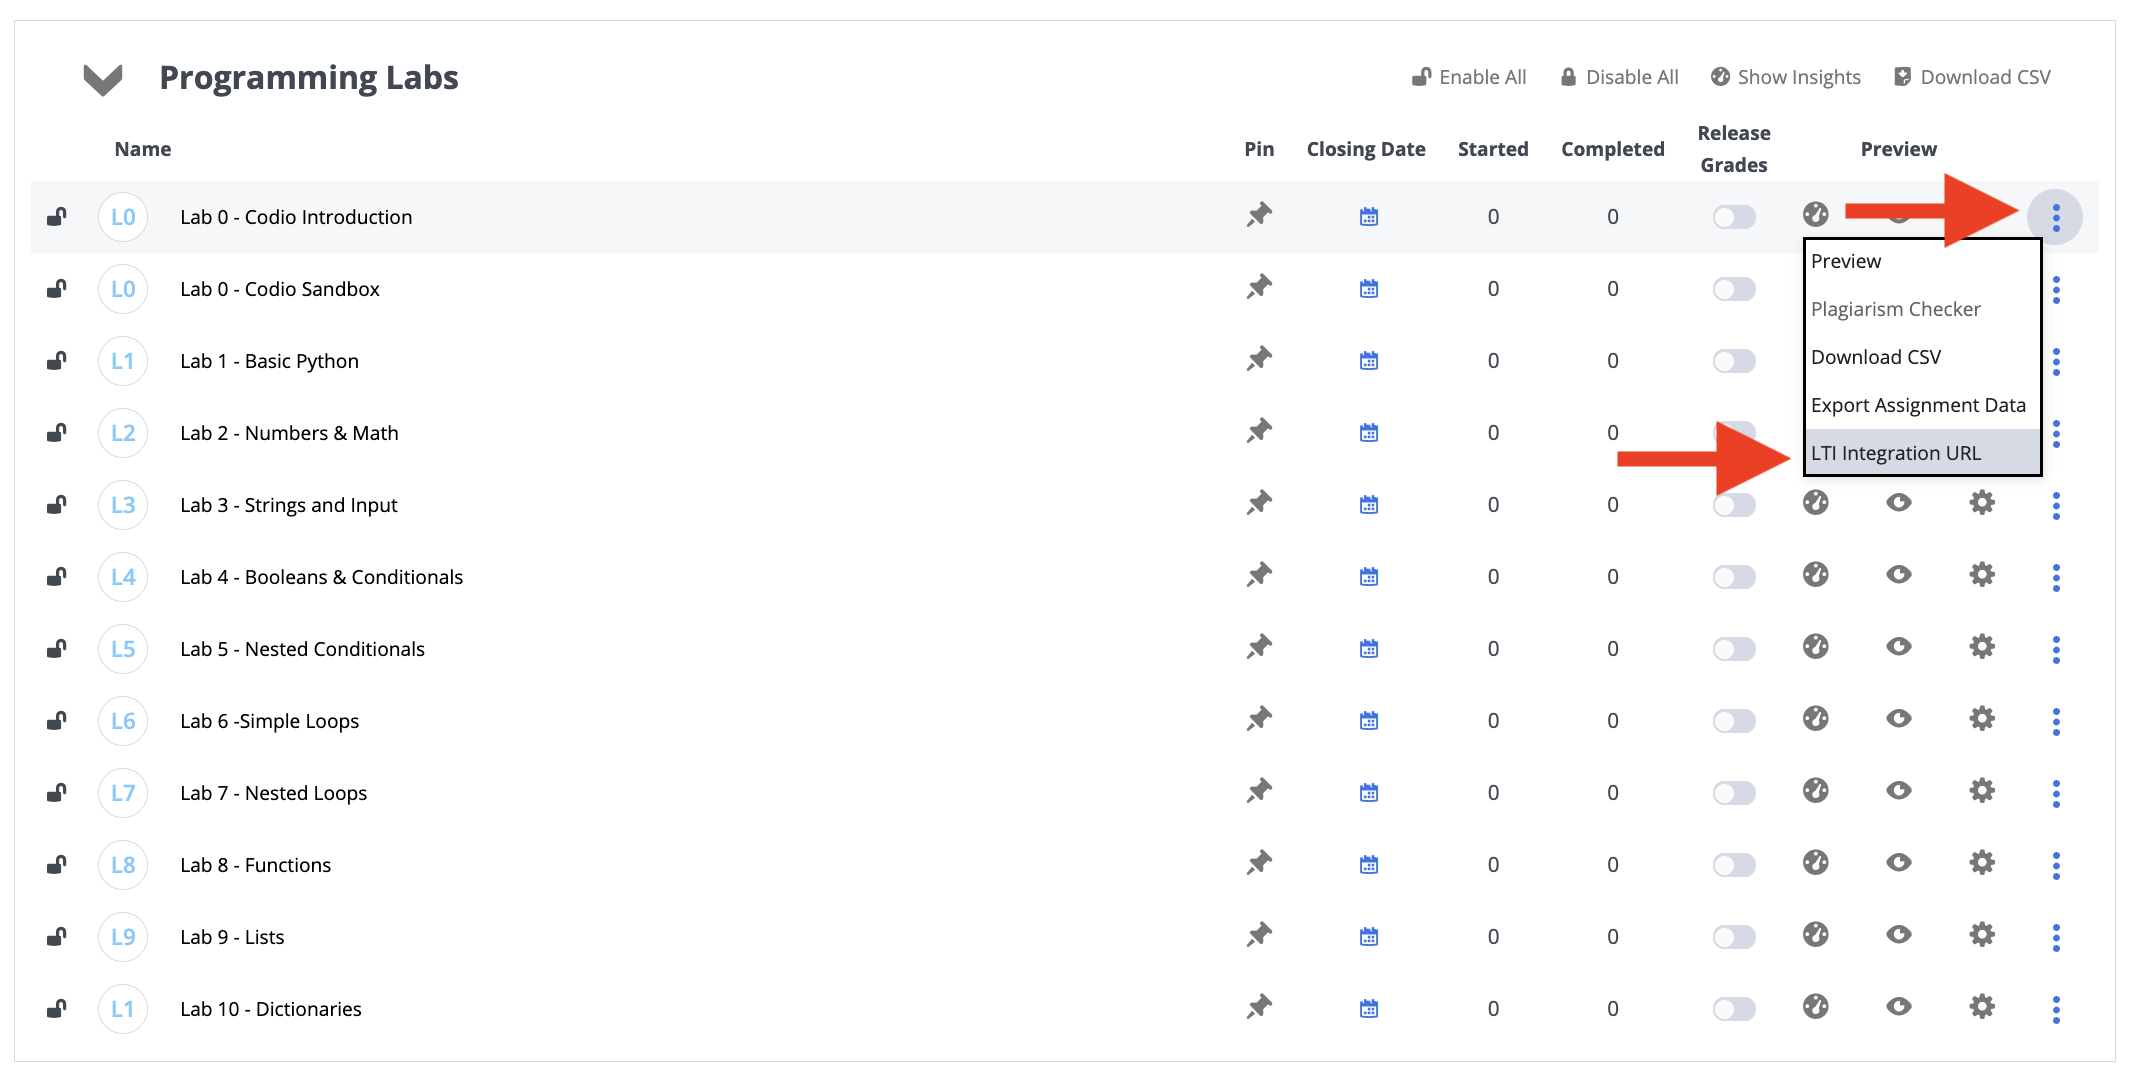 Programming Labs
Enable All
Disable All
Show Insights
Download CSV
Name
Pin
Closing Date
Started
Completed
Release
Grades
Preview
L0 Lab 0 - Codio Introduction 0 0
Preview
Plagiarism Checker
Download CSV
Export Assignment Data
LTI Integration URL
L0 Lab 0 - Codio Sandbox 0 0
L1 Lab 1 - Basic Python 0 0
L2 Lab 2 - Numbers & Math 0 0
L3 Lab 3 - Strings and Input 0 0
L4 Lab 4 - Booleans & Conditionals 0 0
L5 Lab 5 - Nested Conditionals 0 0
L6 Lab 6 -Simple Loops 0 0
L7 Lab 7 - Nested Loops 0 0
L8 Lab 8 - Functions 0 0
L9 Lab 9 - Lists 0 0
L1 Lab 10 - Dictionaries 0 0